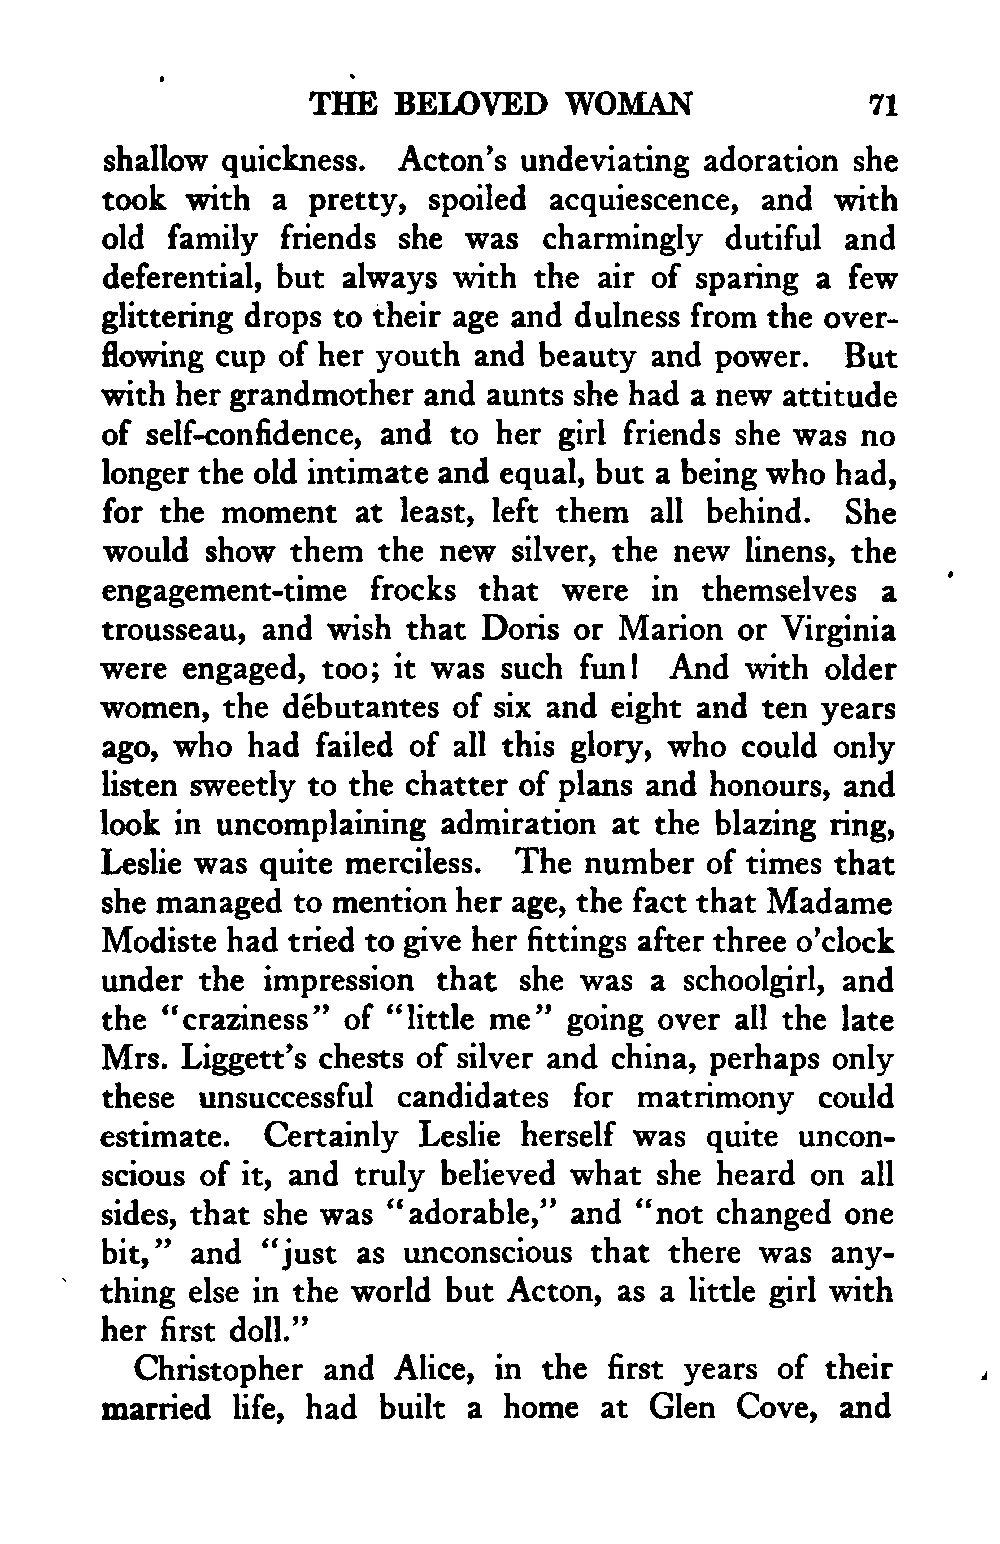 THE BELOVED WOMAN 71
shallow quickness. Acton's undeviating adoration she
took with a pretty, spoiled acquiescence, and with
old family friends she was charmingly dutiful and
deferential, but always with the air of sparing a few
glittering drops to their age and dulness from the over-
flowing cup of her youth and beauty and power. But
with her grandmother and aunts she had a new attitude
of self-confidence, and to her girl friends she was no
longer the old intimate and equal, but a being who had,
for the moment at least, left them all behind. She
would show them the new silver, the new linens, the
engagement-time frocks that were in themselves a
trousseau, and wish that Doris or Marion or Virginia
were engaged, too; it was such fun! And with older
women, the débutantes of six and eight and ten years
ago, who had failed of all this glory, who could only
listen sweetly to the chatter of plans and honours, and
look in uncomplaining admiration at the blazing ring,
Leslie was quite merciless. The number of times that
she managed to mention her age, the fact that Madame
Modiste had tried to give her fittings after three o'clock
under the impression that she was a schoolgirl, and
the "craziness" of "little me" going over all the late
Mrs. Liggett's chests of silver and china, perhaps only
these unsuccessful candidates for matrimony could
estimate. Certainly Leslie herself was quite uncon-
scious of it, and truly believed what she heard on all
sides, that she was "adorable," and "not changed one
bit," and "just as unconscious that there was any-
thing else in the world but Acton, as a little girl with
her first doll."
Christopher and Alice, in the first years of their
married life, had built a home at Glen Cove, and